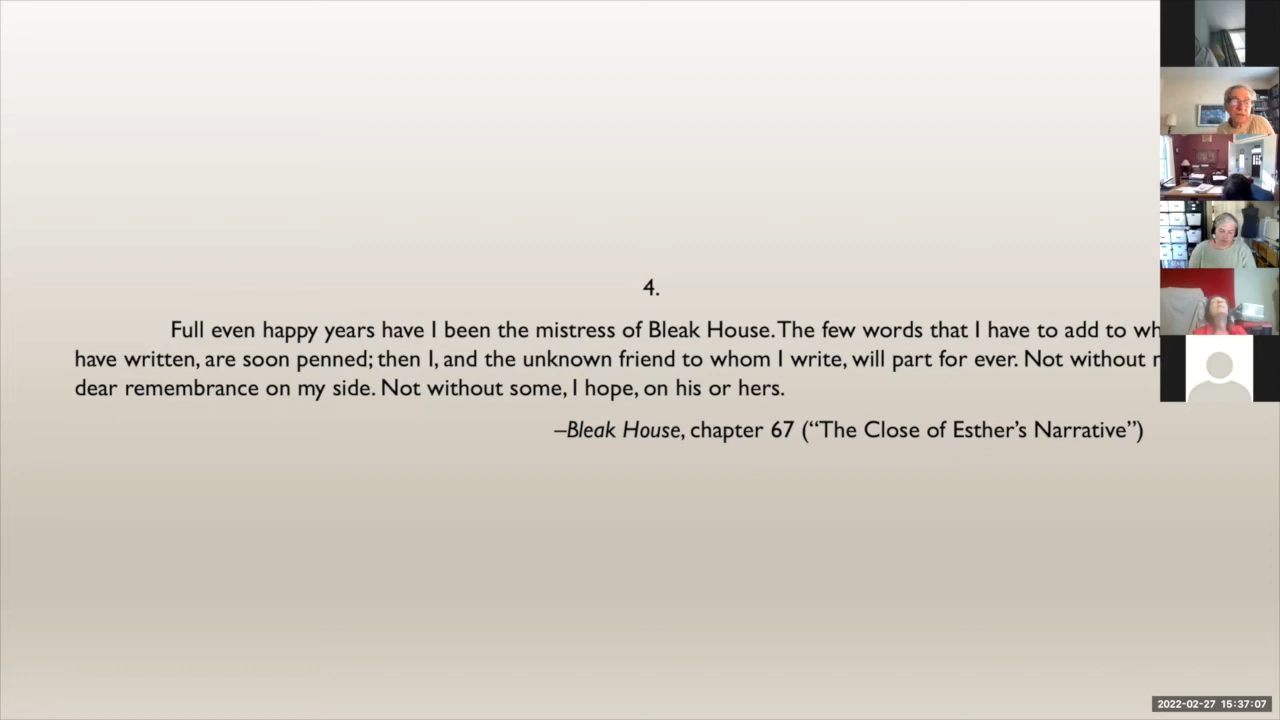 4.
Full even happy years have I been the mistress of Bleak House. The few words that I have to add to
have written, are soon penned; then I, and the unknown friend to whom I write, will part for ever. Not without
dear remembrance on my side. Not without some, I hope, on his or hers.
–Bleak House, chapter 67 (“The Close of Esther’s Narrative”)
2022-02-27 15:37:07